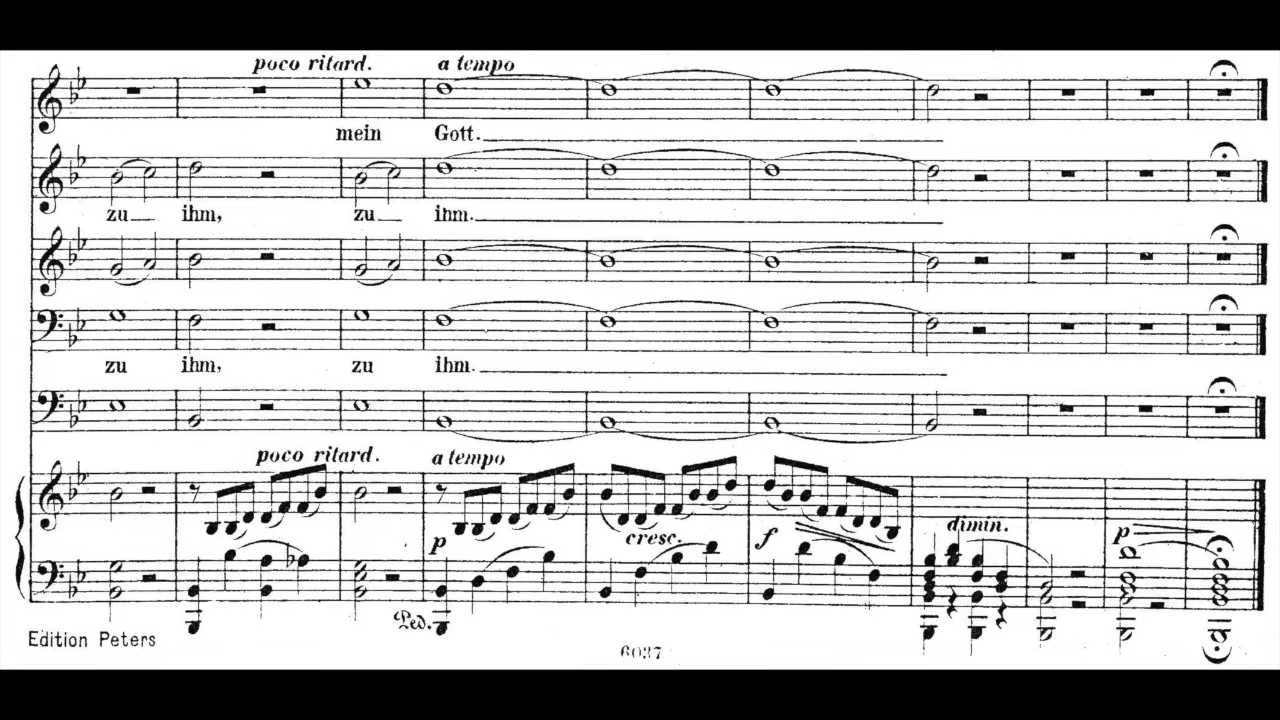 poco ritard. a tempo
mein Gott.
zu ihm, zu ihm.
zu ihm, zu ihm.
poco ritard. a tempo
p cresc. f dimin. p
Ped.
Edition Peters
6037